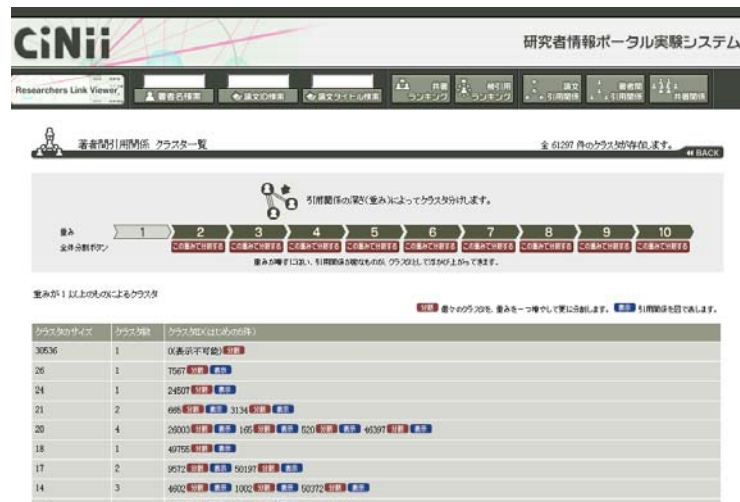 CiNii
研究者情報ポータル実験システム
Researchers Link Viewer
著者名検索
論文ID検索
論文タイトル検索
共著
ランキング
被引用
ランキング
論文
引用関係
著者間
引用関係
共著関係
著者間引用関係 クラスター覧
全 61297 件のクラスタが存在します。
BACK
引用関係の深さ(重み)によってクラスタ分けします。
重み 1 2 3 4 5 6 7 8 9 10
全体分割ボタン この重みで分割する この重みで分割する この重みで分割する この重みで分割する この重みで分割する この重みで分割する この重みで分割する この重みで分割する この重みで分割する
重みが増すにしたがい、引用関係が密なものが、クラスタとして浮かび上がってきます。
重みが1以上のものによるクラスタ
分割 個々のクラスタを、重みを一つ増やして更に分割します。 表示 引用関係を図で表します。
クラスタのサイズ クラスタ数 クラスタID(はじめの5件)
30536 1 0(表示不可能) 分割
26 1 7567 分割 表示
24 1 24507 分割 表示
21 2 665 分割 表示 3134 分割 表示
20 4 26003 分割 表示 165 分割 表示 520 分割 表示 46397 分割 表示
18 1 49755 分割 表示
17 2 9572 分割 表示 50197 分割 表示
14 3 4602 分割 表示 1002 分割 表示 50372 分割 表示